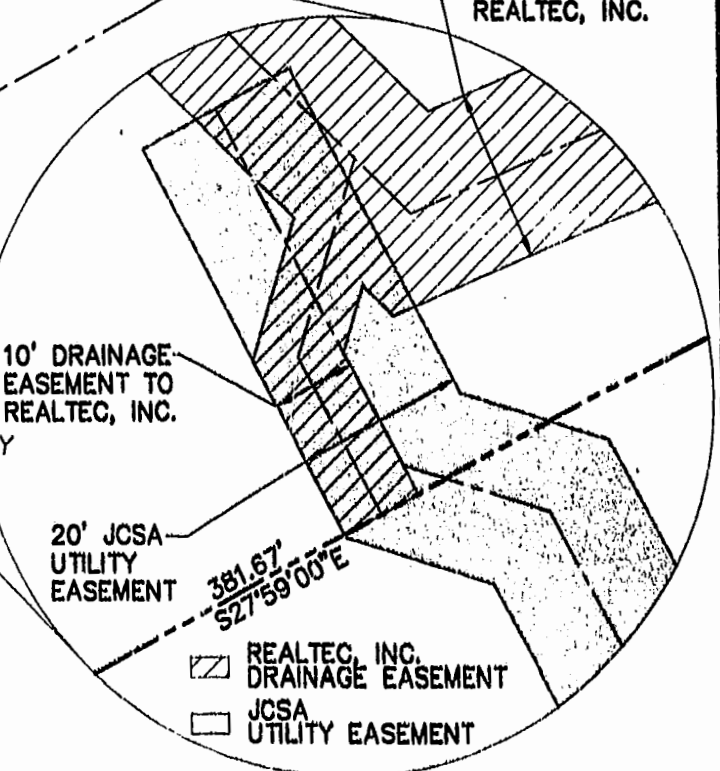 REALTEC, INC.
10' DRAINAGE
EASEMENT TO
REALTEC, INC.
Y
20' JCSA
UTILITY
EASEMENT
381.67'
S27°59'00"E
REALTEC, INC.
DRAINAGE EASEMENT
JCSA
UTILITY EASEMENT